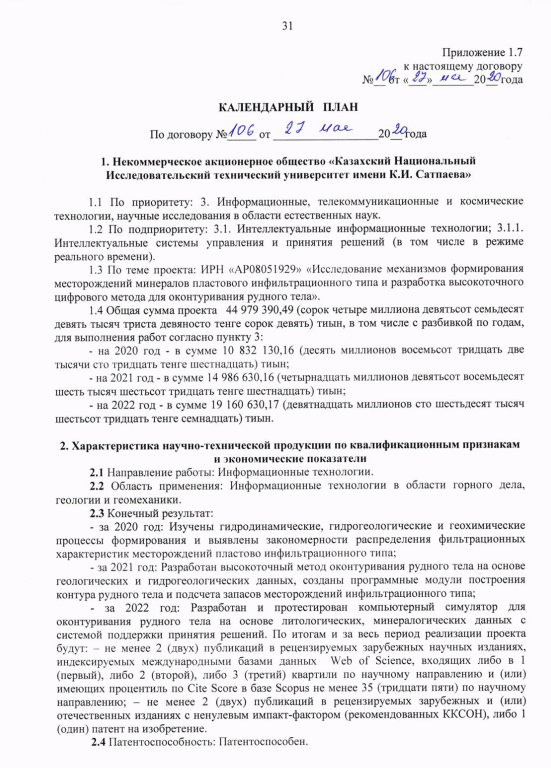 31
Приложение 1.7
к настоящему договору
№ 106 от « 27 » мая 2020 года
КАЛЕНДАРНЫЙ ПЛАН
По договору № 106 от 27 мая 2020 года
1. Некоммерческое акционерное общество «Казахский Национальный
Исследовательский технический университет имени К.И. Сатпаева»
1.1 По приоритету: 3. Информационные, телекоммуникационные и космические
технологии, научные исследования в области естественных наук.
1.2 По подприоритету: 3.1. Интеллектуальные информационные технологии; 3.1.1.
Интеллектуальные системы управления и принятия решений (в том числе в режиме
реального времени).
1.3 По теме проекта: ИРН «АР08051929» «Исследование механизмов формирования
месторождений минералов пластового инфильтрационного типа и разработка высокоточного
цифрового метода для оконтуривания рудного тела».
1.4 Общая сумма проекта 44 979 390,49 (сорок четыре миллиона девятьсот семьдесят
девять тысяч триста девяносто тенге сорок девять) тиын, в том числе с разбивкой по годам,
для выполнения работ согласно пункту 3:
- на 2020 год - в сумме 10 832 130,16 (десять миллионов восемьсот тридцать две
тысячи сто тридцать тенге шестнадцать) тиын;
- на 2021 год - в сумме 14 986 630,16 (четырнадцать миллионов девятьсот восемьдесят
шесть тысяч шестьсот тридцать тенге шестнадцать) тиын;
- на 2022 год - в сумме 19 160 630,17 (девятнадцать миллионов сто шестьдесят тысяч
шестьсот тридцать тенге семнадцать) тиын.
2. Характеристика научно-технической продукции по квалификационным признакам
и экономические показатели
2.1 Направление работы: Информационные технологии.
2.2 Область применения: Информационные технологии в области горного дела,
геологии и геомеханики.
2.3 Конечный результат:
- за 2020 год: Изучены гидродинамические, гидрогеологические и геохимические
процессы формирования и выявлены закономерности распределения фильтрационных
характеристик месторождений пластово инфильтрационного типа;
- за 2021 год: Разработан высокоточный метод оконтуривания рудного тела на основе
геологических и гидрогеологических данных, созданы программные модули построения
контура рудного тела и подсчета запасов месторождений инфильтрационного типа;
- за 2022 год: Разработан и протестирован компьютерный симулятор для
оконтуривания рудного тела на основе литологических, минералогических данных с
системой поддержки принятия решений. По итогам и за весь период реализации проекта
будут: – не менее 2 (двух) публикаций в рецензируемых зарубежных научных изданиях,
индексируемых международными базами данных Web of Science, входящих либо в 1
(первый), либо 2 (второй), либо 3 (третий) квартили по научному направлению и (или)
имеющих процентиль по Cite Score в базе Scopus не менее 35 (тридцати пяти) по научному
направлению; – не менее 2 (двух) публикаций в рецензируемых зарубежных и (или)
отечественных изданиях с ненулевым импакт-фактором (рекомендованных ККСОН), либо 1
(один) патент на изобретение.
2.4 Патентоспособность: Патентоспособен.